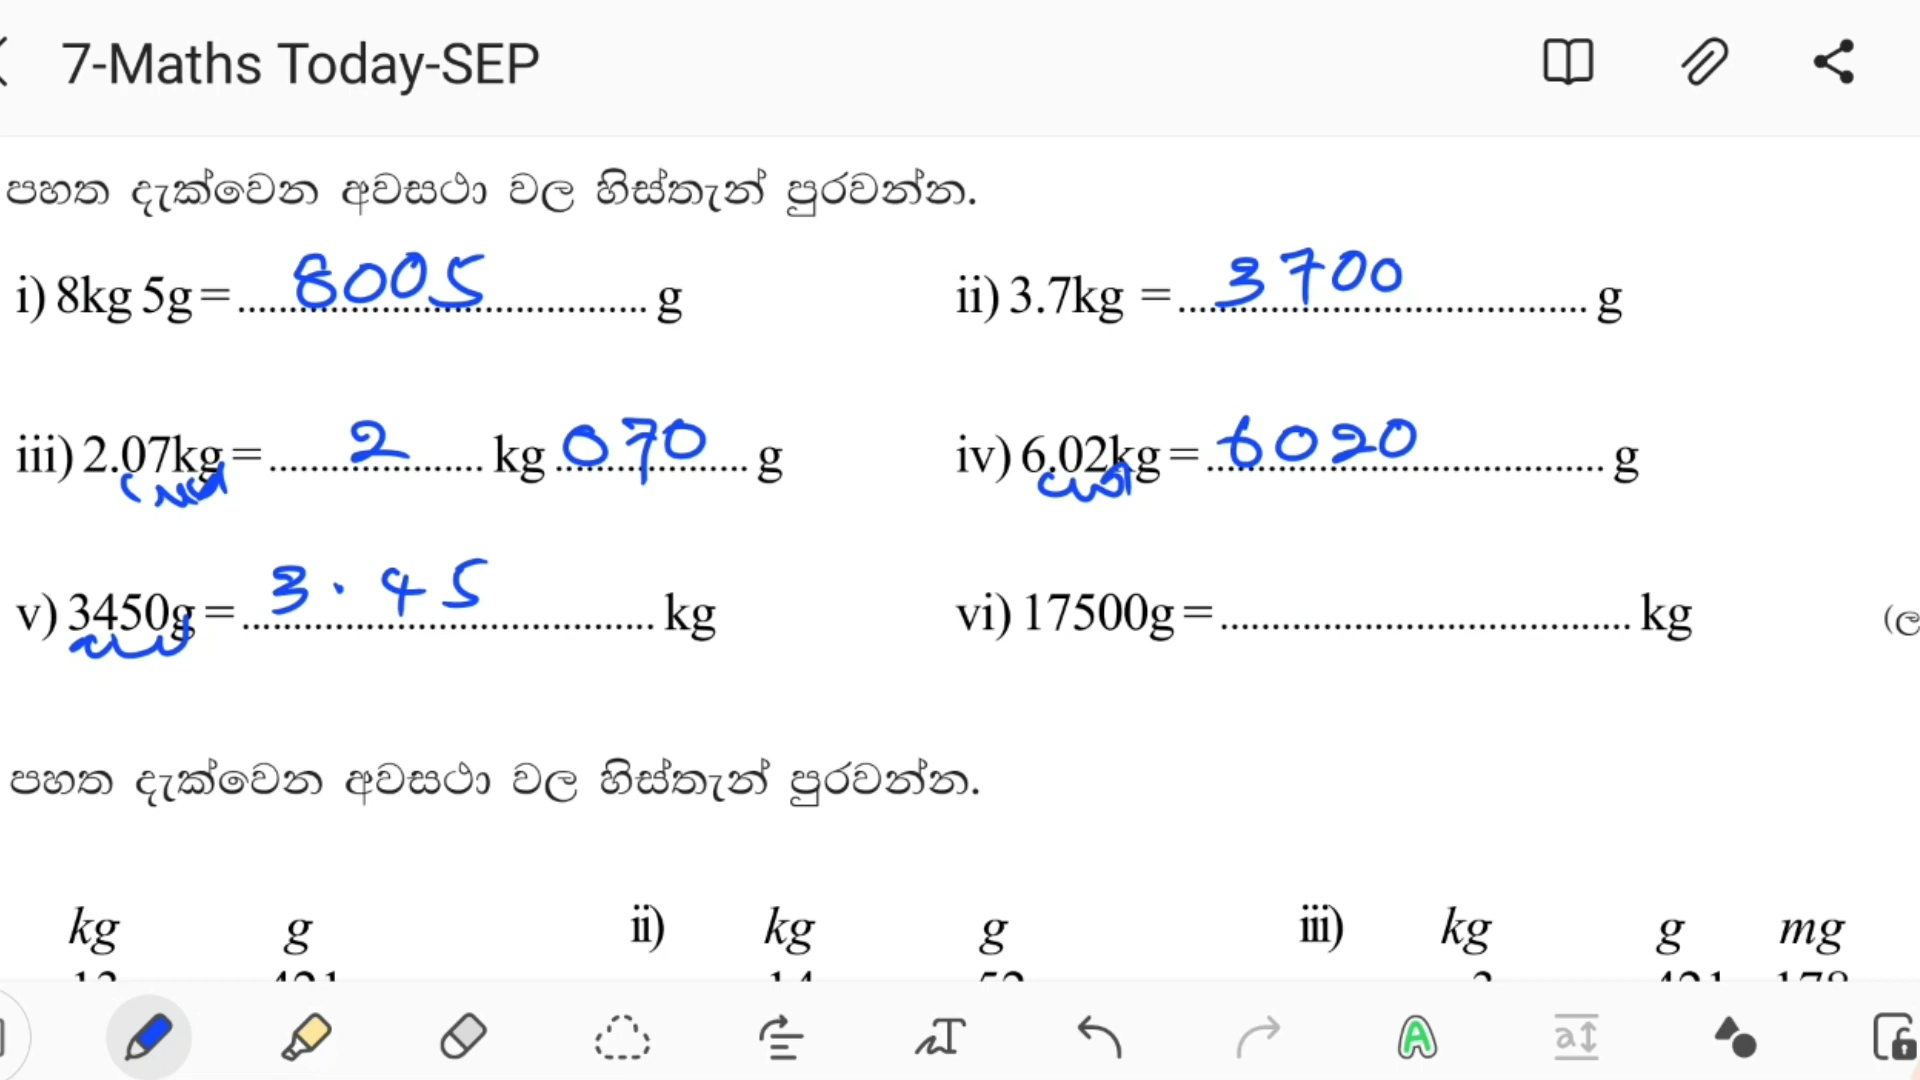 7-Maths Today-SEP
පහත දැක්වෙන අවසථා වල හිස්තැන් පුරවන්න.
i) 8kg 5g = 8005 g
ii) 3.7kg = 3700 g
iii) 2.07kg = 2 kg 070 g
iv) 6.02kg = 6020 g
v) 3450g = 3.45 kg
vi) 17500g = kg
පහත දැක්වෙන අවසථා වල හිස්තැන් පුරවන්න.
kg g ii) kg g iii) kg g mg